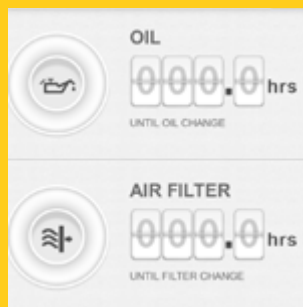 OIL
000.0 hrs
UNTIL OIL CHANGE
AIR FILTER
000.0 hrs
UNTIL FILTER CHANGE